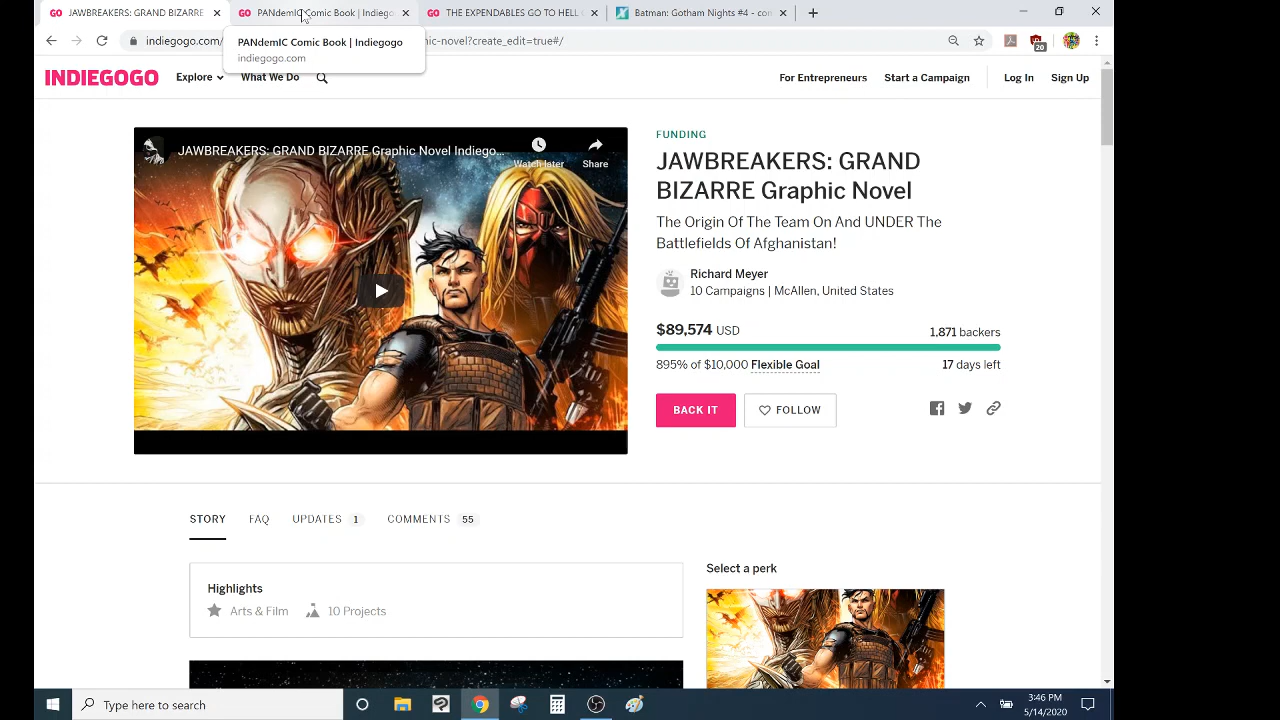 JAWBREAKERS: GRAND BIZARRE
PANdemIC Comic Book | Indiego
THE EXPENDABLES GO TO HELL
Batman: Gotham Nights #4 - con
indiegogo.com/
ic-novel?create_edit=true#/
20
PANdemIC Comic Book | Indiegogo
indiegogo.com
INDIEGOGO
Explore
What We Do
For Entrepreneurs
Start a Campaign
Log In
Sign Up
JAWBREAKERS: GRAND BIZARRE Graphic Novel Indiego...
Watch later
Share
FUNDING
JAWBREAKERS: GRAND
BIZARRE Graphic Novel
The Origin Of The Team On And UNDER The
Battlefields Of Afghanistan!
Richard Meyer
10 Campaigns | McAllen, United States
$89,574 USD
1,871 backers
895% of $10,000 Flexible Goal
17 days left
BACK IT
FOLLOW
STORY
FAQ
UPDATES 1
COMMENTS 55
Highlights
Arts & Film
10 Projects
Select a perk
Type here to search
3:46 PM
5/14/2020